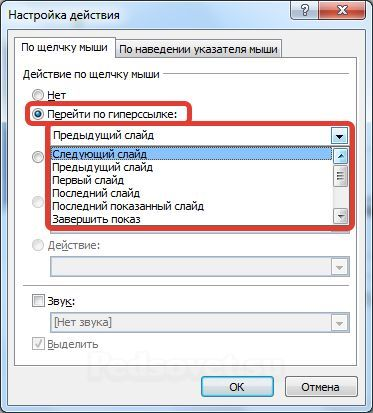 Настройка действия
По щелчку мыши
По наведении указателя мыши
Действие по щелчку мыши
Нет
Перейти по гиперссылке:
Предыдущий слайд
Следующий слайд
Предыдущий слайд
Первый слайд
Последний слайд
Последний показанный слайд
Завершить показ
Действие:
Звук:
[Нет звука]
Выделить
Pedsovet.su
ОК
Отмена